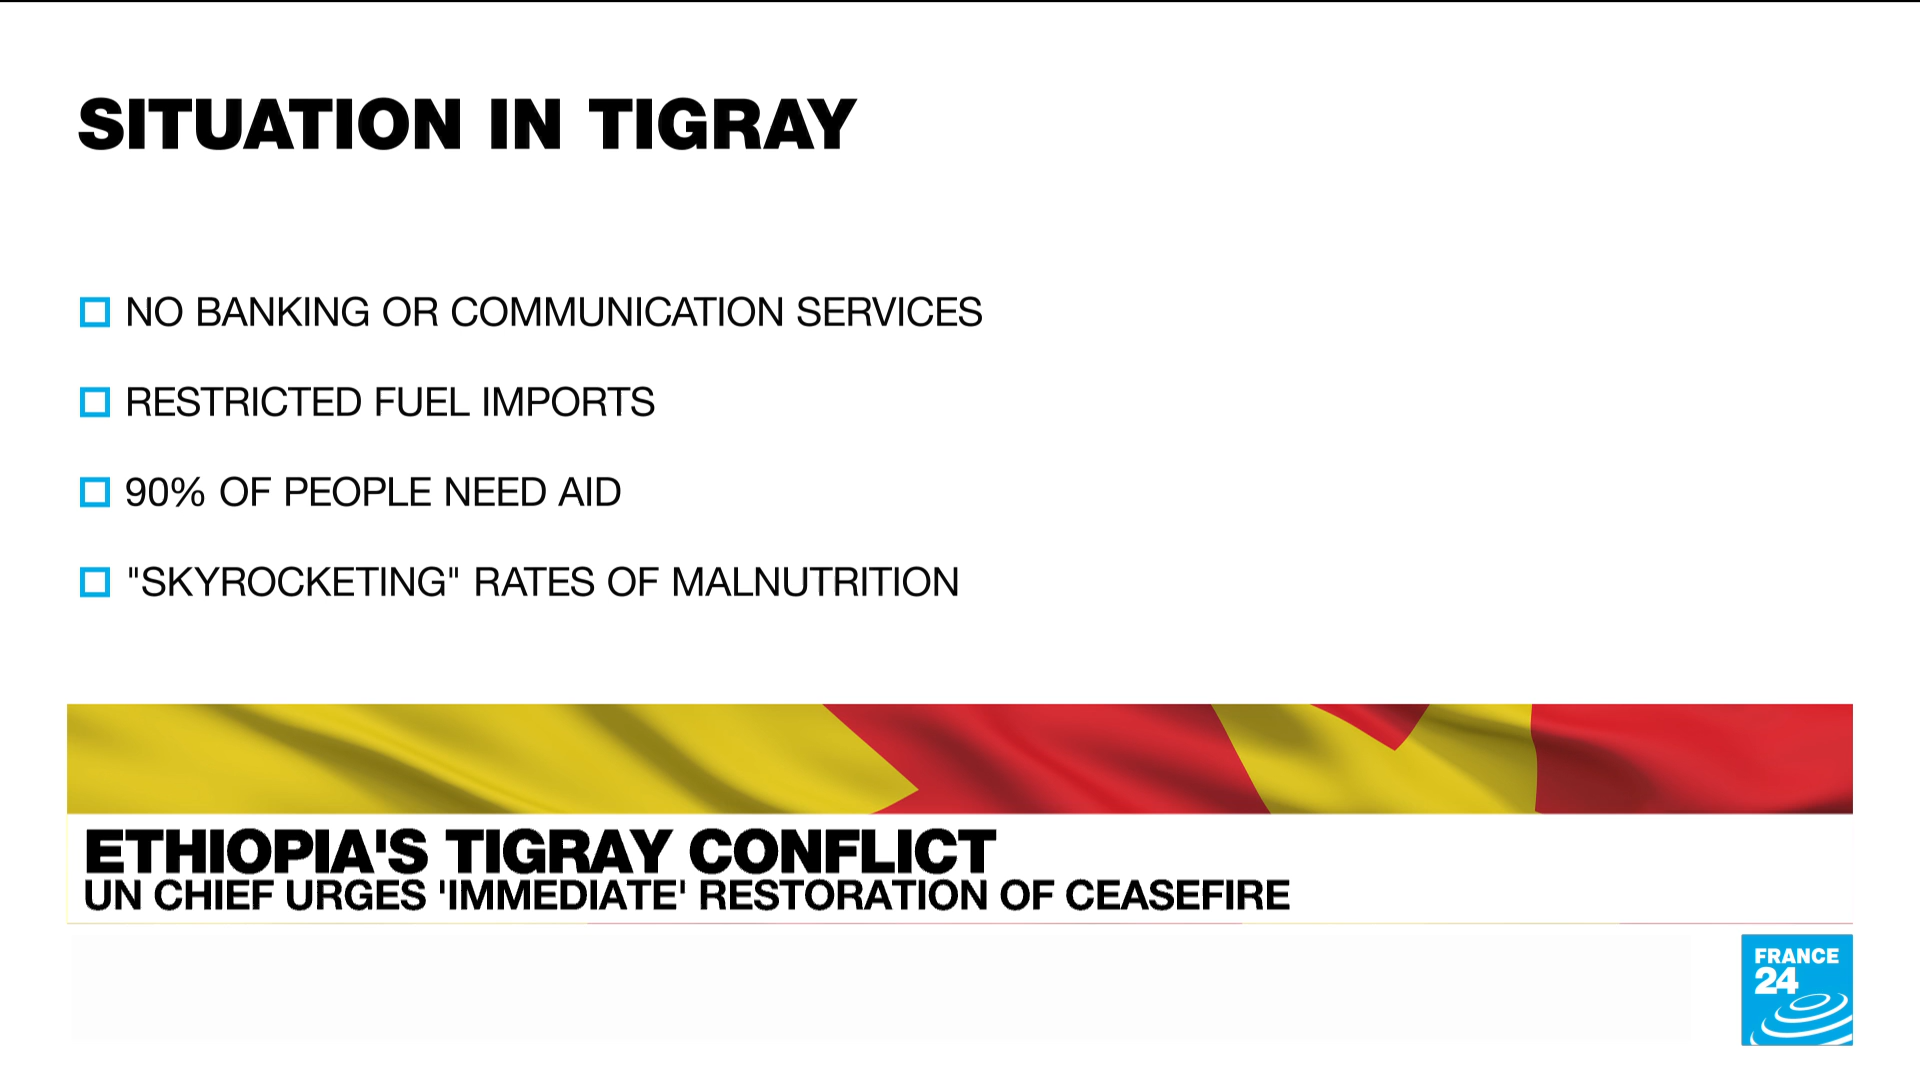 SITUATION IN TIGRAY
NO BANKING OR COMMUNICATION SERVICES
RESTRICTED FUEL IMPORTS
90% OF PEOPLE NEED AID
"SKYROCKETING" RATES OF MALNUTRITION
ETHIOPIA'S TIGRAY CONFLICT
UN CHIEF URGES 'IMMEDIATE' RESTORATION OF CEASEFIRE
FRANCE
24